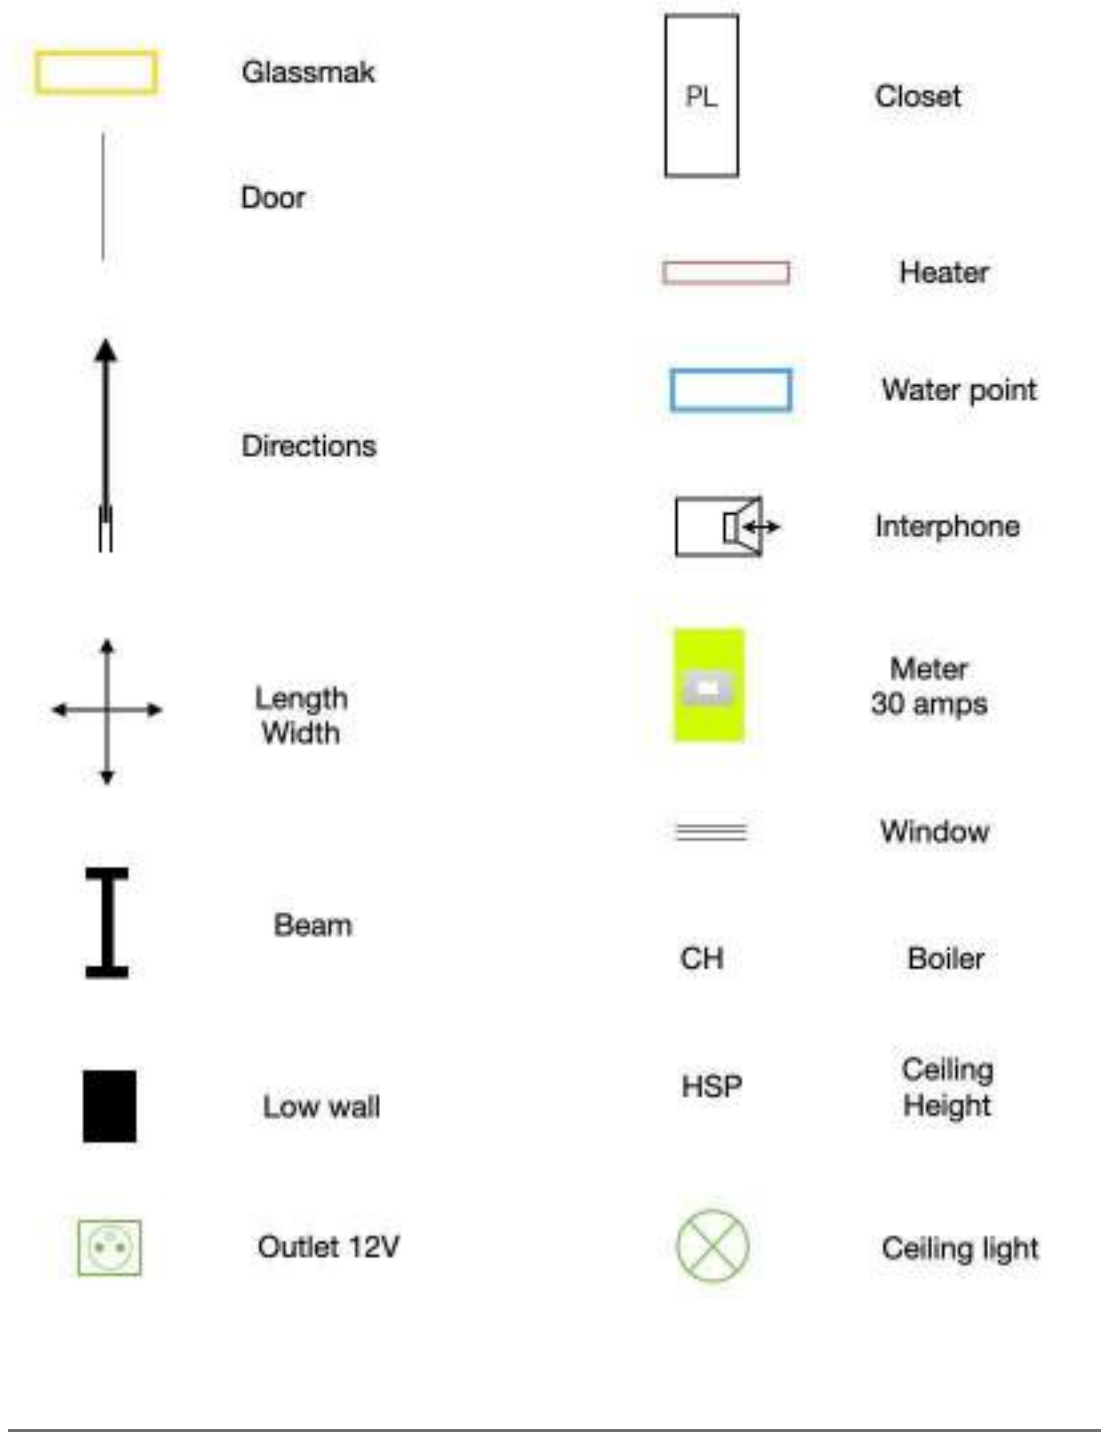 Glassmak
Door
Directions
Length
Width
Beam
Low wall
Outlet 12V
PL
Closet
Heater
Water point
Interphone
Meter
30 amps
Window
CH
Boiler
HSP
Ceiling
Height
Ceiling light